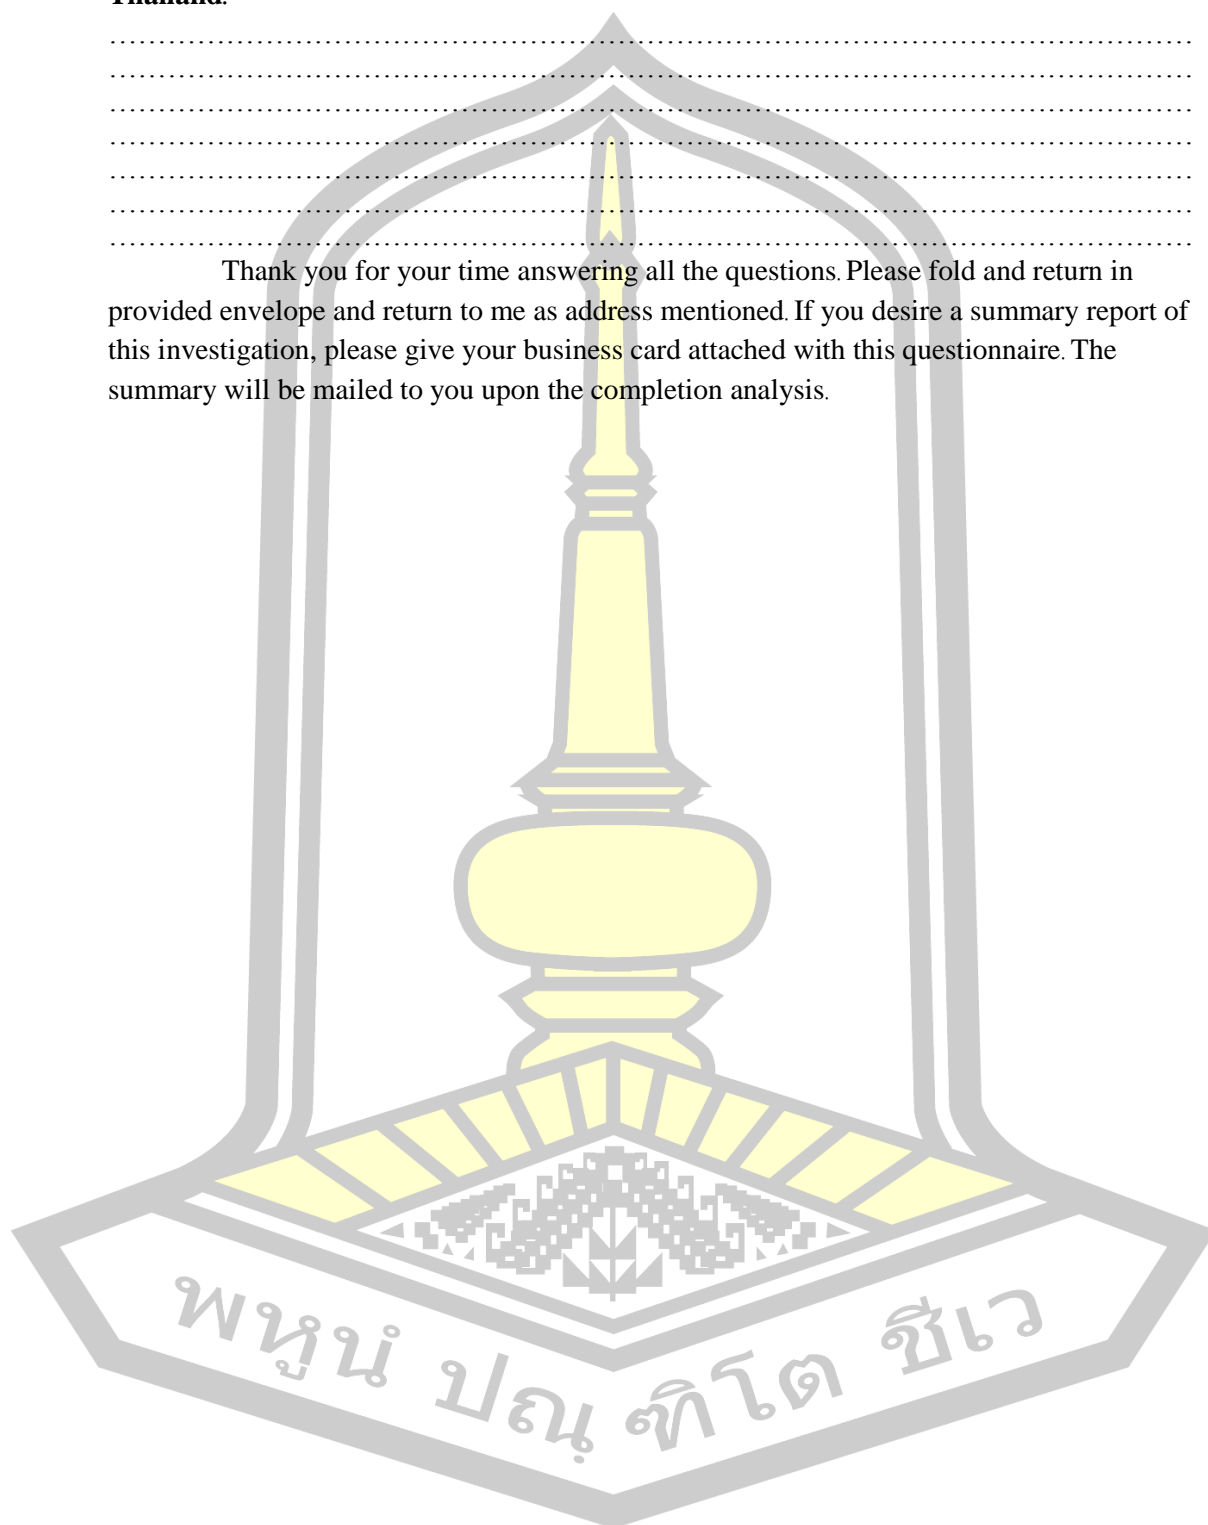 Thailand.
……………………………………………………………………………………………………
……………………………………………………………………………………………………
……………………………………………………………………………………………………
……………………………………………………………………………………………………
……………………………………………………………………………………………………
……………………………………………………………………………………………………
……………………………………………………………………………………………………
Thank you for your time answering all the questions. Please fold and return in
provided envelope and return to me as address mentioned. If you desire a summary report of
this investigation, please give your business card attached with this questionnaire. The
summary will be mailed to you upon the completion analysis.
พหูนํ ปณฺฑิโต ชีเว